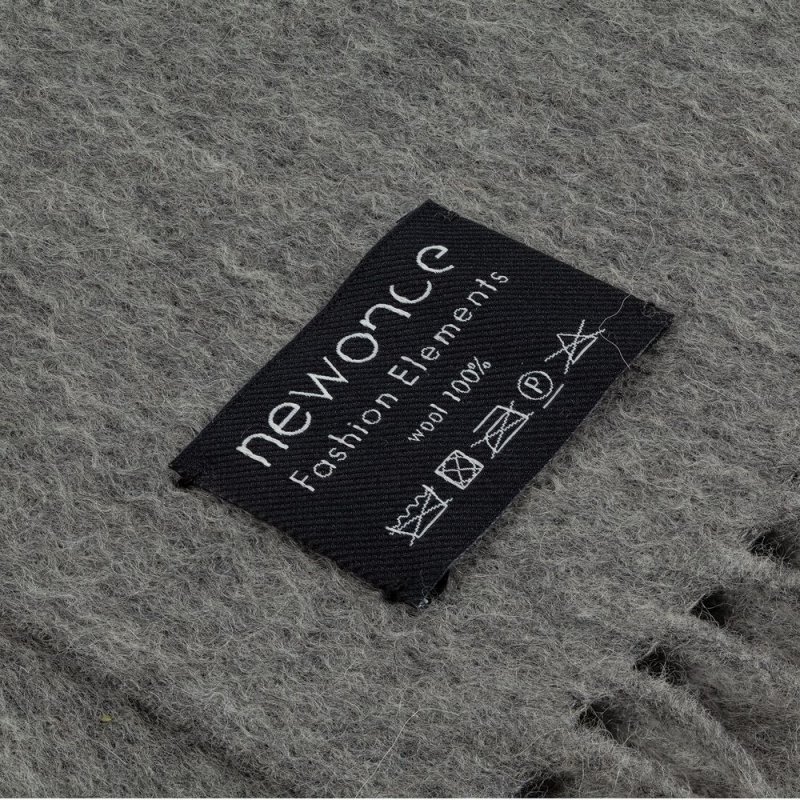 newonce
Fashion Elements
wool 100%
P